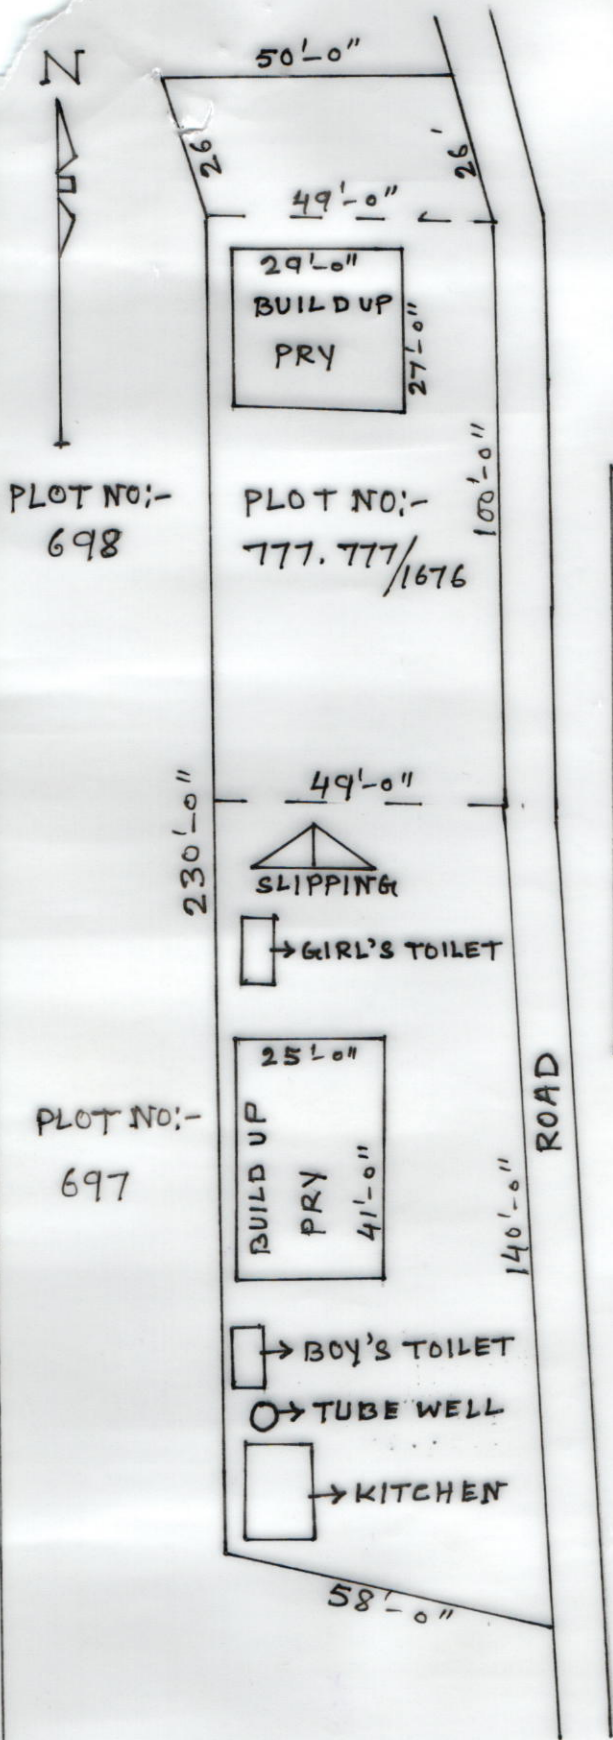 N
50'-0"
26'
26'
49'-0"
29'-0"
BUILD UP
PRY
27'-0"
PLOT NO:-
698
PLOT NO:-
777. 777/1676
100'-0"
230'-0"
49'-0"
SLIPPING
GIRL'S TOILET
PLOT NO:-
697
25'-0"
BUILD UP
PRY
41'-0"
ROAD
140'-0"
BOY'S TOILET
TUBE WELL
KITCHEN
58'-0"